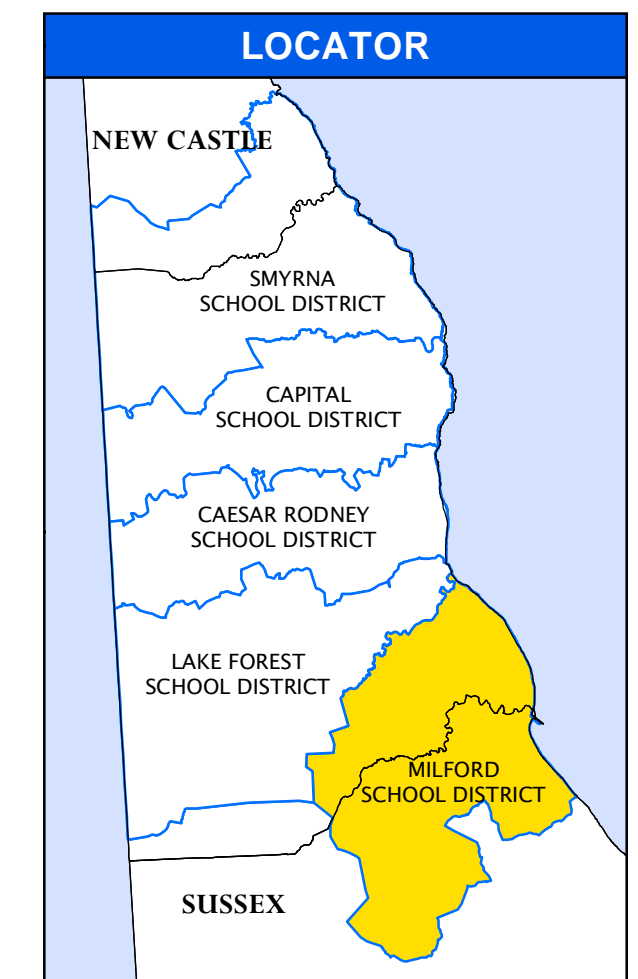 LOCATOR
NEW CASTLE
SMYRNA
SCHOOL DISTRICT
CAPITAL
SCHOOL DISTRICT
CAESAR RODNEY
SCHOOL DISTRICT
LAKE FOREST
SCHOOL DISTRICT
MILFORD
SCHOOL DISTRICT
SUSSEX